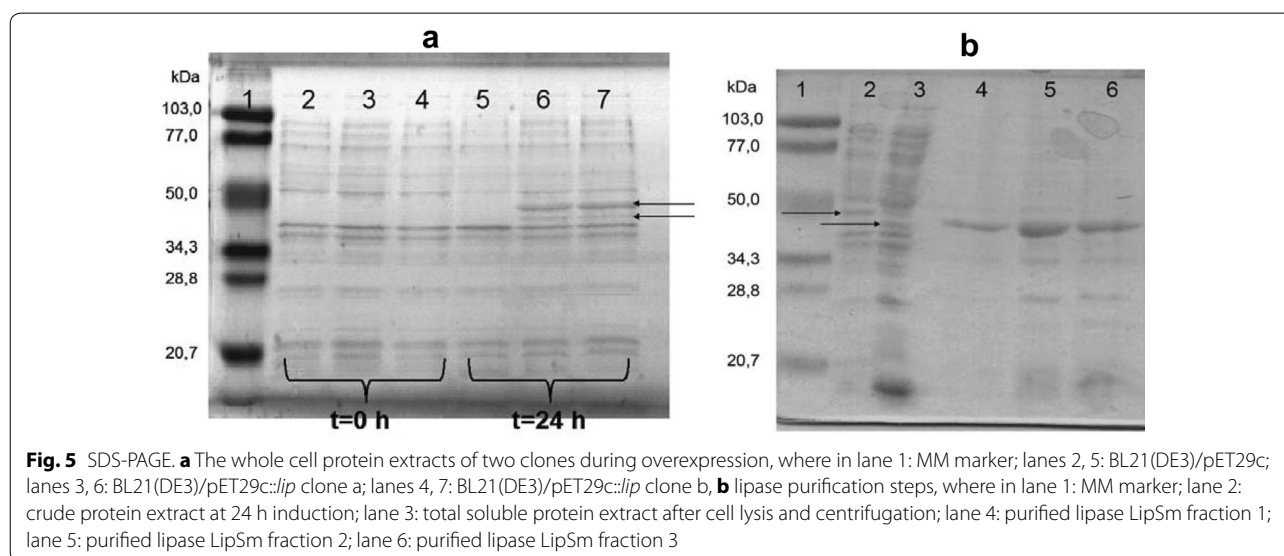 a
kDa
1 2 3 4 5 6 7
103,0
77,0
50,0
34,3
28,8
20,7
t=0 h t=24 h
b
kDa
1 2 3 4 5 6
103,0
77,0
50,0
34,3
28,8
20,7
Fig. 5 SDS-PAGE. a The whole cell protein extracts of two clones during overexpression, where in lane 1: MM marker; lanes 2, 5: BL21(DE3)/pET29c;
lanes 3, 6: BL21(DE3)/pET29c::lip clone a; lanes 4, 7: BL21(DE3)/pET29c::lip clone b, b lipase purification steps, where in lane 1: MM marker; lane 2:
crude protein extract at 24 h induction; lane 3: total soluble protein extract after cell lysis and centrifugation; lane 4: purified lipase LipSm fraction 1;
lane 5: purified lipase LipSm fraction 2; lane 6: purified lipase LipSm fraction 3